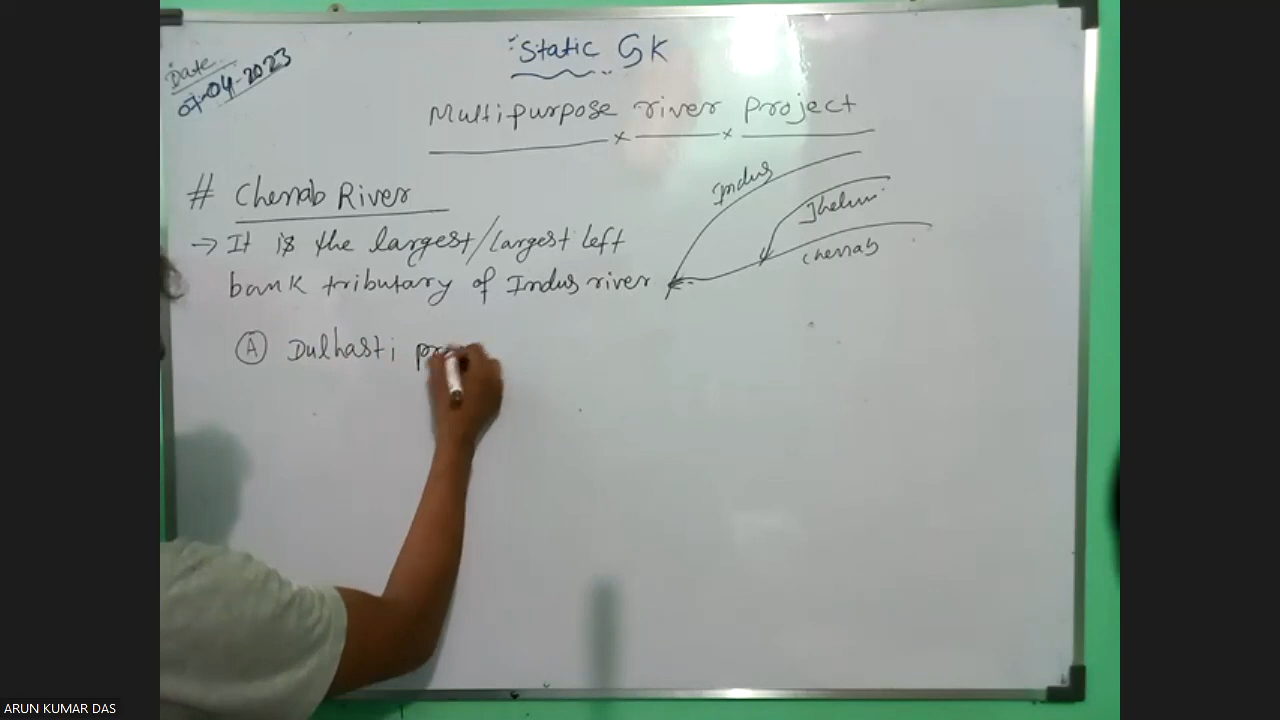 Date
07-04-2023
Static GK
Multipurpose river project
# Chenab River
→ It is the largest/largest left
bank tributary of Indus river
Indus
Jhelum
Chenab
Ⓐ Dulhasti pro
ARUN KUMAR DAS